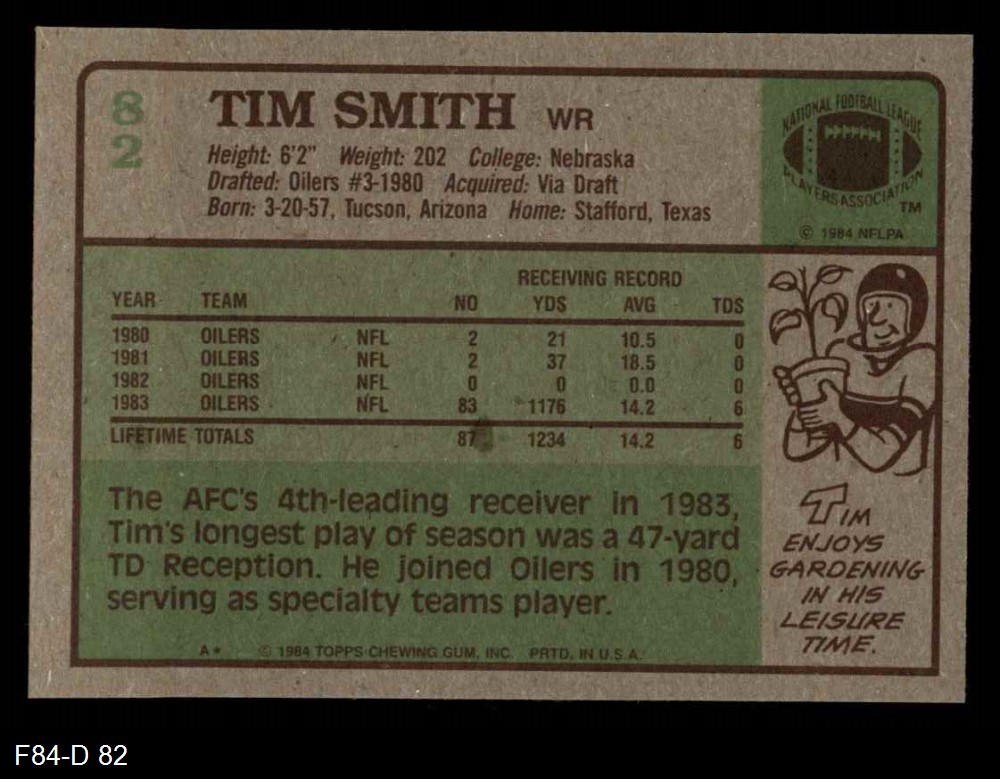 8
2
TIM SMITH WR
Height: 6'2" Weight: 202 College: Nebraska
Drafted: Oilers #3-1980 Acquired: Via Draft
Born: 3-20-57, Tucson, Arizona Home: Stafford, Texas
NATIONAL FOOTBALL LEAGUE
PLAYERS ASSOCIATION
TM
© 1984 NFLPA
RECEIVING RECORD
YEAR TEAM NO YDS AVG TDS
1980 OILERS NFL 2 21 10.5 0
1981 OILERS NFL 2 37 18.5 0
1982 OILERS NFL 0 0 0.0 0
1983 OILERS NFL 83 1176 14.2 6
LIFETIME TOTALS 87 1234 14.2 6
The AFC's 4th-leading receiver in 1983,
Tim's longest play of season was a 47-yard
TD Reception. He joined Oilers in 1980,
serving as specialty teams player.
A* © 1984 TOPPS CHEWING GUM, INC. PRTD. IN U.S.A.
TIM
ENJOYS
GARDENING
IN HIS
LEISURE
TIME.
F84-D 82